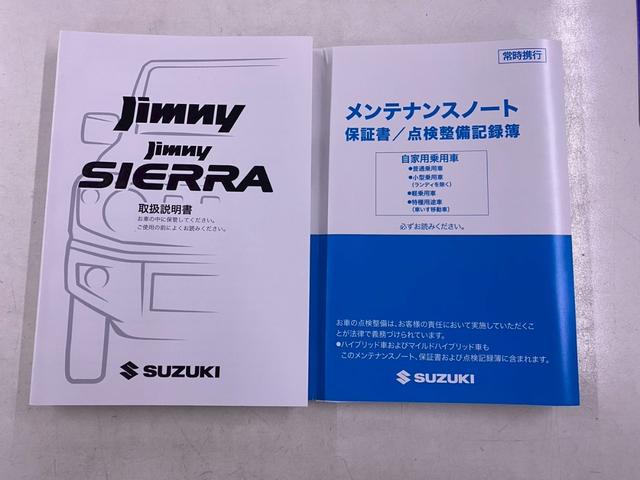 Jimny
Jimny
SIERRA
取扱説明書
お車の中に保管してください。
ご使用の前によくお読みください。
SUZUKI
常時携行
メンテナンスノート
保証書／点検整備記録簿
自家用乗用車
●普通乗用車
●小型乗用車
(ランディを除く)
●軽乗用車
●特種用途車
(車いす移動車)
必ずお読みください。
お車の点検整備は、お客様の責任において実施していただくこ
とが法律で義務づけられています。
●ハイブリッド車およびマイルドハイブリッド車も
このメンテナンスノート、保証書および点検記録簿に含まれます。
SUZUKI